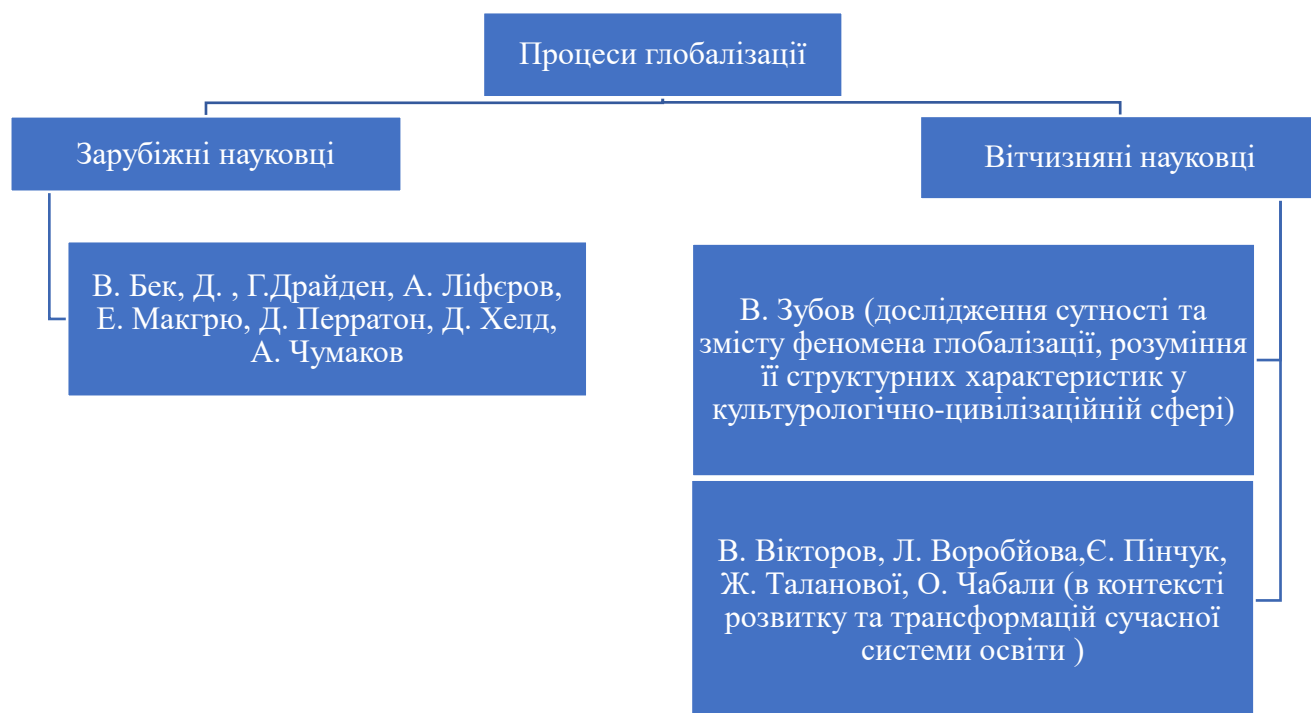 Процеси глобалізації
Зарубіжні науковці
Вітчизняні науковці
В. Бек, Д. , Г.Драйден, А. Ліфєров,
Е. Макгрю, Д. Перратон, Д. Хелд,
А. Чумаков
В. Зубов (дослідження сутності та
змісту феномена глобалізації, розуміння
її структурних характеристик у
культурологічно-цивілізаційній сфері)
В. Вікторов, Л. Воробйова,Є. Пінчук,
Ж. Таланової, О. Чабали (в контексті
розвитку та трансформацій сучасної
системи освіти )